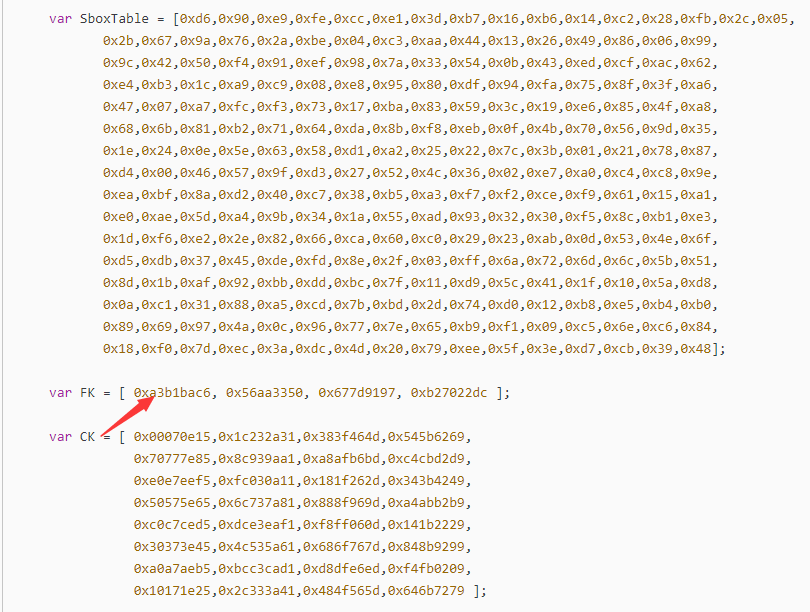 var SboxTable = [0xd6,0x90,0xe9,0xfe,0xcc,0xe1,0x3d,0xb7,0x16,0xb6,0x14,0xc2,0x28,0xfb,0x2c,0x05,
0x2b,0x67,0x9a,0x76,0x2a,0xbe,0x04,0xc3,0xaa,0x44,0x13,0x26,0x49,0x86,0x06,0x99,
0x9c,0x42,0x50,0xf4,0x91,0xef,0x98,0x7a,0x33,0x54,0x0b,0x43,0xed,0xcf,0xac,0x62,
0xe4,0xb3,0x1c,0xa9,0xc9,0x08,0xe8,0x95,0x80,0xdf,0x94,0xfa,0x75,0x8f,0x3f,0xa6,
0x47,0x07,0xa7,0xfc,0xf3,0x73,0x17,0xba,0x83,0x59,0x3c,0x19,0xe6,0x85,0x4f,0xa8,
0x68,0x6b,0x81,0xb2,0x71,0x64,0xda,0x8b,0xf8,0xeb,0x0f,0x4b,0x70,0x56,0x9d,0x35,
0x1e,0x24,0x0e,0x5e,0x63,0x58,0xd1,0xa2,0x25,0x22,0x7c,0x3b,0x01,0x21,0x78,0x87,
0xd4,0x00,0x46,0x57,0x9f,0xd3,0x27,0x52,0x4c,0x36,0x02,0xe7,0xa0,0xc4,0xc8,0x9e,
0xea,0xbf,0x8a,0xd2,0x40,0xc7,0x38,0xb5,0xa3,0xf7,0xf2,0xce,0xf9,0x61,0x15,0xa1,
0xe0,0xae,0x5d,0xa4,0x9b,0x34,0x1a,0x55,0xad,0x93,0x32,0x30,0xf5,0x8c,0xb1,0xe3,
0x1d,0xf6,0xe2,0x2e,0x82,0x66,0xca,0x60,0xc0,0x29,0x23,0xab,0x0d,0x53,0x4e,0x6f,
0xd5,0xdb,0x37,0x45,0xde,0xfd,0x8e,0x2f,0x03,0xff,0x6a,0x72,0x6d,0x6c,0x5b,0x51,
0x8d,0x1b,0xaf,0x92,0xbb,0xdd,0xbc,0x7f,0x11,0xd9,0x5c,0x41,0x1f,0x10,0x5a,0xd8,
0x0a,0xc1,0x31,0x88,0xa5,0xcd,0x7b,0xbd,0x2d,0x74,0xd0,0x12,0xb8,0xe5,0xb4,0xb0,
0x89,0x69,0x97,0x4a,0x0c,0x96,0x77,0x7e,0x65,0xb9,0xf1,0x09,0xc5,0x6e,0xc6,0x84,
0x18,0xf0,0x7d,0xec,0x3a,0xdc,0x4d,0x20,0x79,0xee,0x5f,0x3e,0xd7,0xcb,0x39,0x48];
var FK = [ 0xa3b1bac6, 0x56aa3350, 0x677d9197, 0xb27022dc ];
var CK = [ 0x00070e15,0x1c232a31,0x383f464d,0x545b6269,
0x70777e85,0x8c939aa1,0xa8afb6bd,0xc4cbd2d9,
0xe0e7eef5,0xfc030a11,0x181f262d,0x343b4249,
0x50575e65,0x6c737a81,0x888f969d,0xa4abb2b9,
0xc0c7ced5,0xdce3eaf1,0xf8ff060d,0x141b2229,
0x30373e45,0x4c535a61,0x686f767d,0x848b9299,
0xa0a7aeb5,0xbcc3cad1,0xd8dfe6ed,0xf4fb0209,
0x10171e25,0x2c333a41,0x484f565d,0x646b7279 ];